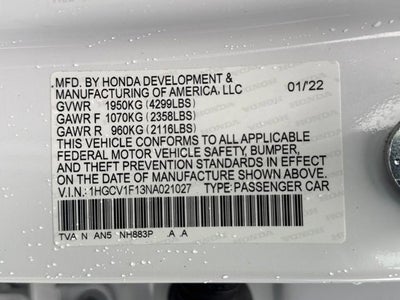 MFD. BY HONDA DEVELOPMENT &
MANUFACTURING OF AMERICA, LLC 01/22
GVWR 1950KG (4299LBS)
GAWR F 1070KG (2358LBS)
GAWR R 960KG (2116LBS)
THIS VEHICLE CONFORMS TO ALL APPLICABLE
FEDERAL MOTOR VEHICLE SAFETY, BUMPER,
AND THEFT PREVENTION STANDARDS IN EFFECT
ON THE DATE OF MANUFACTURE SHOWN ABOVE.
V.I.N.: 1HGCV1F13NA021027 TYPE: PASSENGER CAR
TVA N AN5 NH883P A A